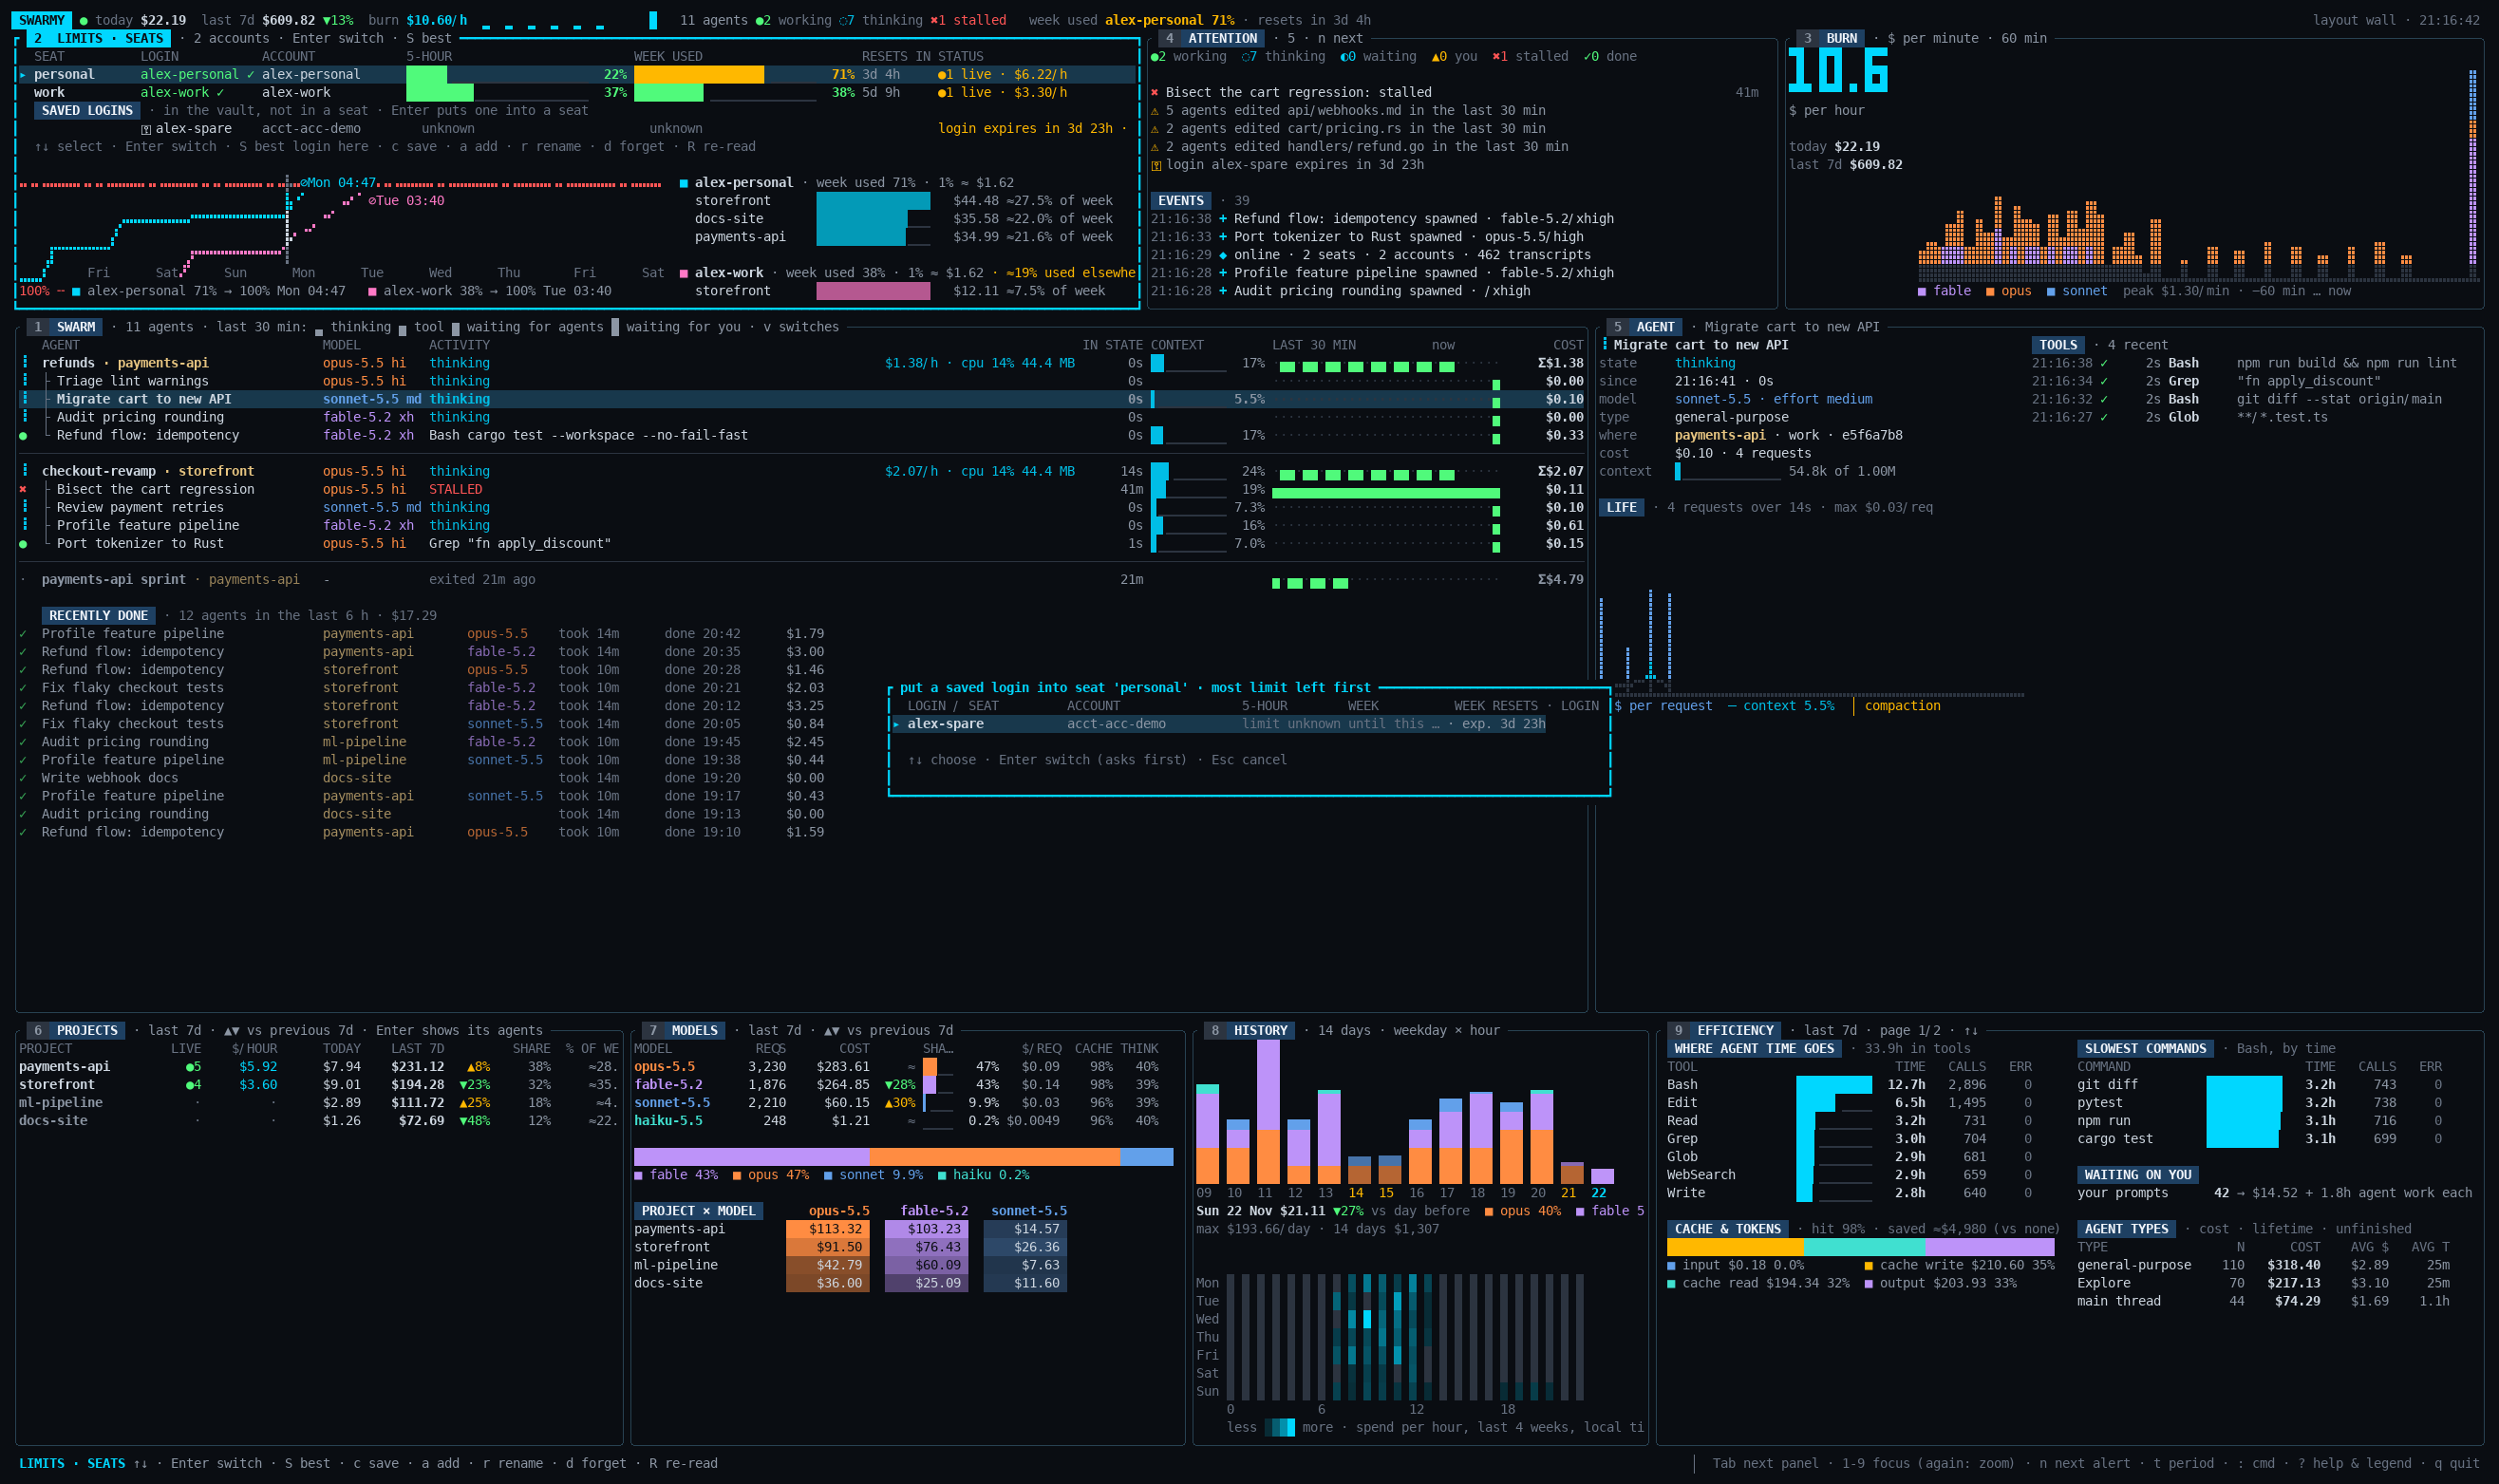 SWARMY ● today $22.19 last 7d $609.82 ▼13% burn $10.60/h 11 agents ●2 working ◌7 thinking ✖1 stalled week used alex-personal 71% · resets in 3d 4h layout wall · 21:16:42
2 LIMITS · SEATS · 2 accounts · Enter switch · S best
SEAT LOGIN ACCOUNT 5-HOUR WEEK USED RESETS IN STATUS
▸ personal alex-personal ✓ alex-personal 22% 71% 3d 4h ●1 live · $6.22/h
work alex-work ✓ alex-work 37% 38% 5d 9h ●1 live · $3.30/h
SAVED LOGINS · in the vault, not in a seat · Enter puts one into a seat
⚿ alex-spare acct-acc-demo unknown unknown login expires in 3d 23h ·
↑↓ select · Enter switch · S best login here · c save · a add · r rename · d forget · R re-read
⊘Mon 04:47
⊘Tue 03:40
Fri Sat Sun Mon Tue Wed Thu Fri Sat
100% ╌ ■ alex-personal 71% → 100% Mon 04:47 ■ alex-work 38% → 100% Tue 03:40
■ alex-personal · week used 71% · 1% ≈ $1.62
storefront $44.48 ≈27.5% of week
docs-site $35.58 ≈22.0% of week
payments-api $34.99 ≈21.6% of week
■ alex-work · week used 38% · 1% ≈ $1.62 · ≈19% used elsewhe
storefront $12.11 ≈7.5% of week
4 ATTENTION · 5 · n next
●2 working ◌7 thinking ◐0 waiting ▲0 you ✖1 stalled ✓0 done
✖ Bisect the cart regression: stalled 41m
⚠ 5 agents edited api/webhooks.md in the last 30 min
⚠ 2 agents edited cart/pricing.rs in the last 30 min
⚠ 2 agents edited handlers/refund.go in the last 30 min
⚿ login alex-spare expires in 3d 23h
EVENTS · 39
21:16:38 + Refund flow: idempotency spawned · fable-5.2/xhigh
21:16:33 + Port tokenizer to Rust spawned · opus-5.5/high
21:16:29 ◆ online · 2 seats · 2 accounts · 462 transcripts
21:16:28 + Profile feature pipeline spawned · fable-5.2/xhigh
21:16:28 + Audit pricing rounding spawned · /xhigh
3 BURN · $ per minute · 60 min
10.6
$ per hour
today $22.19
last 7d $609.82
■ fable ■ opus ■ sonnet peak $1.30/min · −60 min … now
1 SWARM · 11 agents · last 30 min: thinking tool waiting for agents waiting for you · v switches
AGENT MODEL ACTIVITY IN STATE CONTEXT LAST 30 MIN now COST
refunds · payments-api opus-5.5 hi thinking $1.38/h · cpu 14% 44.4 MB 0s 17% Σ$1.38
├ Triage lint warnings opus-5.5 hi thinking 0s $0.00
├ Migrate cart to new API sonnet-5.5 md thinking 0s 5.5% $0.10
├ Audit pricing rounding fable-5.2 xh thinking 0s $0.00
● └ Refund flow: idempotency fable-5.2 xh Bash cargo test --workspace --no-fail-fast 0s 17% $0.33
checkout-revamp · storefront opus-5.5 hi thinking $2.07/h · cpu 14% 44.4 MB 14s 24% Σ$2.07
✖ ├ Bisect the cart regression opus-5.5 hi STALLED 41m 19% $0.11
├ Review payment retries sonnet-5.5 md thinking 0s 7.3% $0.10
├ Profile feature pipeline fable-5.2 xh thinking 0s 16% $0.61
● └ Port tokenizer to Rust opus-5.5 hi Grep "fn apply_discount" 1s 7.0% $0.15
· payments-api sprint · payments-api - exited 21m ago 21m Σ$4.79
RECENTLY DONE · 12 agents in the last 6 h · $17.29
✓ Profile feature pipeline payments-api opus-5.5 took 14m done 20:42 $1.79
✓ Refund flow: idempotency payments-api fable-5.2 took 14m done 20:35 $3.00
✓ Refund flow: idempotency storefront opus-5.5 took 10m done 20:28 $1.46
✓ Fix flaky checkout tests storefront fable-5.2 took 14m done 20:21 $2.03
✓ Refund flow: idempotency storefront fable-5.2 took 14m done 20:12 $3.25
✓ Fix flaky checkout tests storefront sonnet-5.5 took 14m done 20:05 $0.84
✓ Audit pricing rounding ml-pipeline fable-5.2 took 10m done 19:45 $2.45
✓ Profile feature pipeline ml-pipeline sonnet-5.5 took 10m done 19:38 $0.44
✓ Write webhook docs docs-site took 14m done 19:20 $0.00
✓ Profile feature pipeline payments-api sonnet-5.5 took 10m done 19:17 $0.43
✓ Audit pricing rounding docs-site took 14m done 19:13 $0.00
✓ Refund flow: idempotency payments-api opus-5.5 took 10m done 19:10 $1.59
put a saved login into seat 'personal' · most limit left first
LOGIN / SEAT ACCOUNT 5-HOUR WEEK WEEK RESETS · LOGIN
▸ alex-spare acct-acc-demo limit unknown until this … · exp. 3d 23h
↑↓ choose · Enter switch (asks first) · Esc cancel
5 AGENT · Migrate cart to new API
Migrate cart to new API
state thinking
since 21:16:41 · 0s
model sonnet-5.5 · effort medium
type general-purpose
where payments-api · work · e5f6a7b8
cost $0.10 · 4 requests
context 54.8k of 1.00M
TOOLS · 4 recent
21:16:38 ✓ 2s Bash npm run build && npm run lint
21:16:34 ✓ 2s Grep "fn apply_discount"
21:16:32 ✓ 2s Bash git diff --stat origin/main
21:16:27 ✓ 2s Glob **/*.test.ts
LIFE · 4 requests over 14s · max $0.03/req
$ per request ─ context 5.5% │ compaction
6 PROJECTS · last 7d · ▲▼ vs previous 7d · Enter shows its agents
PROJECT LIVE $/HOUR TODAY LAST 7D SHARE % OF WE
payments-api ●5 $5.92 $7.94 $231.12 ▲8% 38% ≈28.
storefront ●4 $3.60 $9.01 $194.28 ▼23% 32% ≈35.
ml-pipeline · · $2.89 $111.72 ▲25% 18% ≈4.
docs-site · · $1.26 $72.69 ▼48% 12% ≈22.
7 MODELS · last 7d · ▲▼ vs previous 7d
MODEL REQS COST SHA… $/REQ CACHE THINK
opus-5.5 3,230 $283.61 ≈ 47% $0.09 98% 40%
fable-5.2 1,876 $264.85 ▼28% 43% $0.14 98% 39%
sonnet-5.5 2,210 $60.15 ▲30% 9.9% $0.03 96% 39%
haiku-5.5 248 $1.21 ≈ 0.2% $0.0049 96% 40%
■ fable 43% ■ opus 47% ■ sonnet 9.9% ■ haiku 0.2%
PROJECT × MODEL opus-5.5 fable-5.2 sonnet-5.5
payments-api $113.32 $103.23 $14.57
storefront $91.50 $76.43 $26.36
ml-pipeline $42.79 $60.09 $7.63
docs-site $36.00 $25.09 $11.60
8 HISTORY · 14 days · weekday × hour
09 10 11 12 13 14 15 16 17 18 19 20 21 22
Sun 22 Nov $21.11 ▼27% vs day before ■ opus 40% ■ fable 5
max $193.66/day · 14 days $1,307
Mon
Tue
Wed
Thu
Fri
Sat
Sun
0 6 12 18
less more · spend per hour, last 4 weeks, local ti
9 EFFICIENCY · last 7d · page 1/2 · ↑↓
WHERE AGENT TIME GOES · 33.9h in tools
TOOL TIME CALLS ERR
Bash 12.7h 2,896 0
Edit 6.5h 1,495 0
Read 3.2h 731 0
Grep 3.0h 704 0
Glob 2.9h 681 0
WebSearch 2.9h 659 0
Write 2.8h 640 0
CACHE & TOKENS · hit 98% · saved ≈$4,980 (vs none)
■ input $0.18 0.0% ■ cache write $210.60 35%
■ cache read $194.34 32% ■ output $203.93 33%
SLOWEST COMMANDS · Bash, by time
COMMAND TIME CALLS ERR
git diff 3.2h 743 0
pytest 3.2h 738 0
npm run 3.1h 716 0
cargo test 3.1h 699 0
WAITING ON YOU
your prompts 42 → $14.52 + 1.8h agent work each
AGENT TYPES · cost · lifetime · unfinished
TYPE N COST AVG $ AVG T
general-purpose 110 $318.40 $2.89 25m
Explore 70 $217.13 $3.10 25m
main thread 44 $74.29 $1.69 1.1h
LIMITS · SEATS ↑↓ · Enter switch · S best · c save · a add · r rename · d forget · R re-read │ Tab next panel · 1-9 focus (again: zoom) · n next alert · t period · : cmd · ? help & legend · q quit